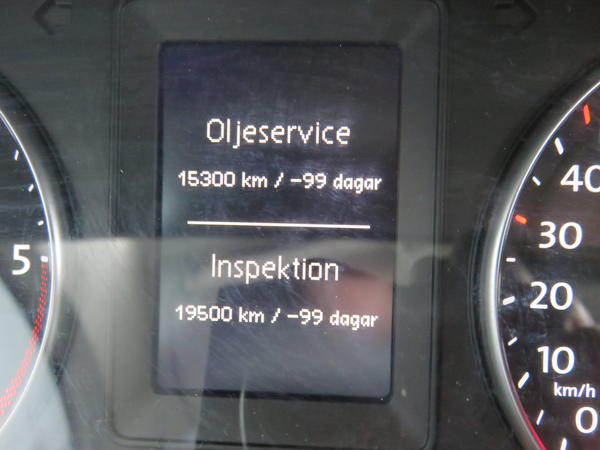 Oljeservice
15300 km / -99 dagar
Inspektion
19500 km / -99 dagar
5
40
30
20
10
km/h
0